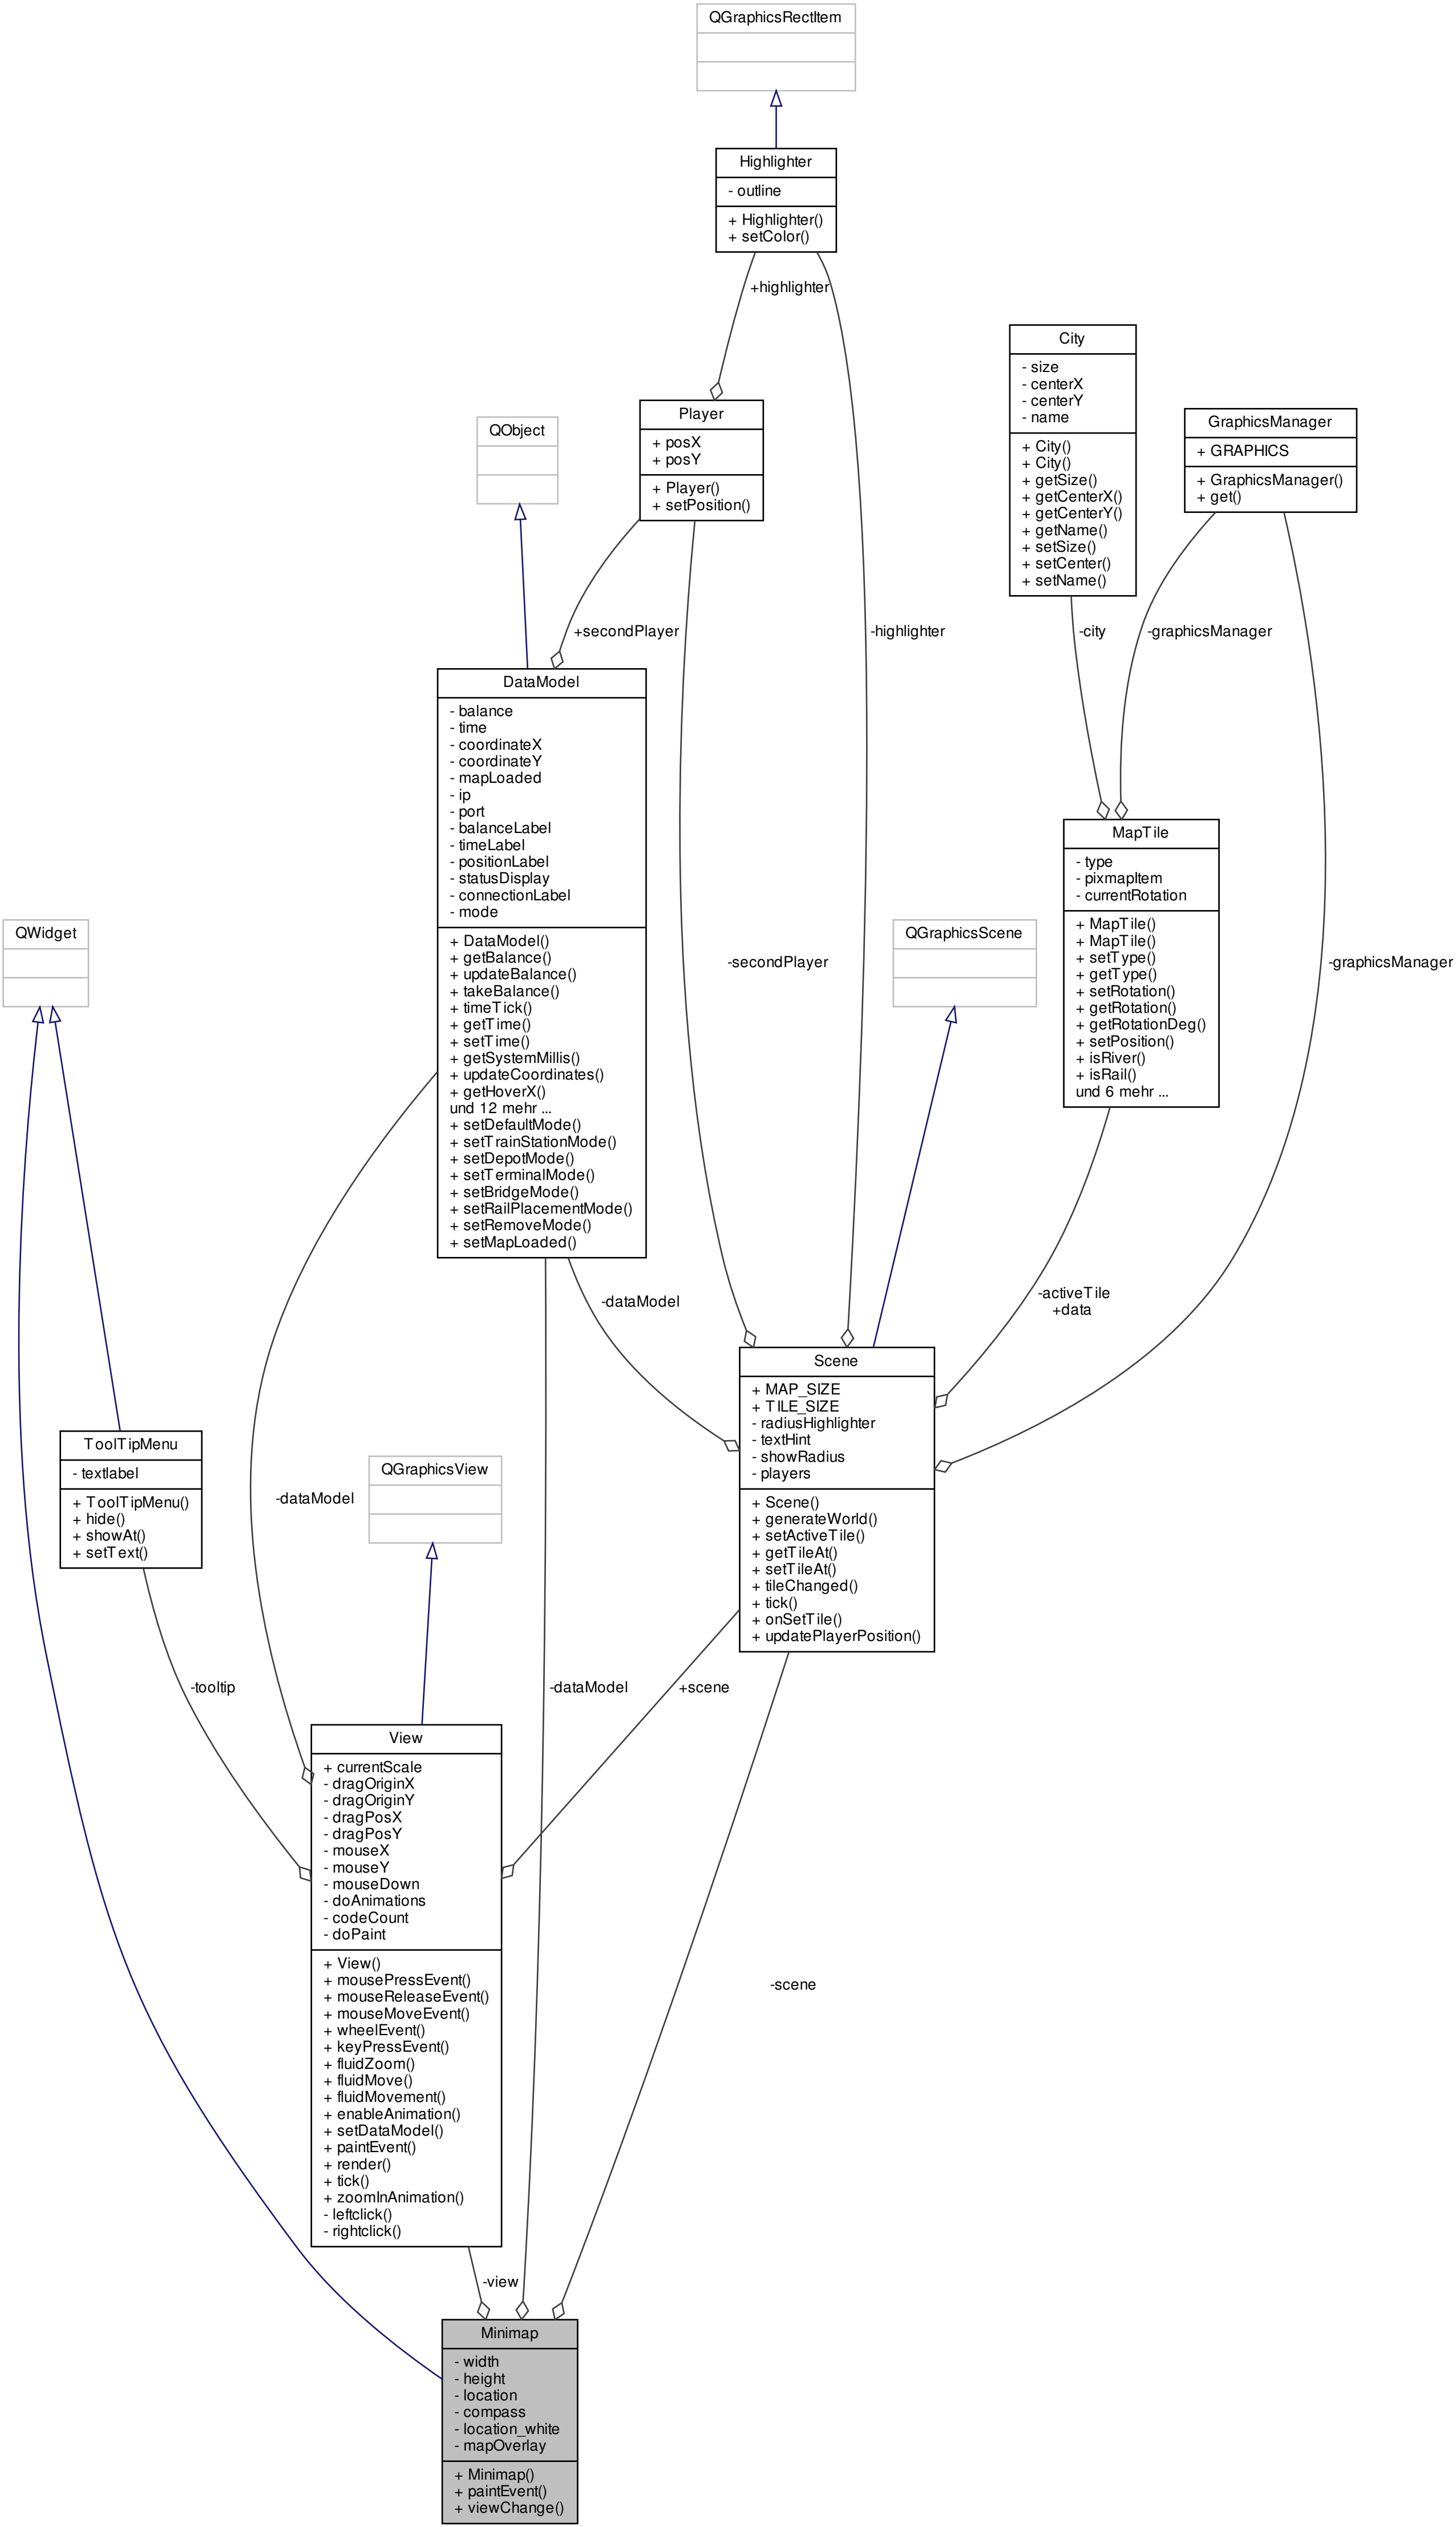 QGraphicsRectItem
Highlighter
- outline
+ Highlighter()
+ setColor()
+highlighter
City
- size
- centerX
- centerY
- name
+ City()
+ City()
+ getSize()
+ getCenterX()
+ getCenterY()
+ getName()
+ setSize()
+ setCenter()
+ setName()
Player
+ posX
+ posY
+ Player()
+ setPosition()
GraphicsManager
+ GRAPHICS
+ GraphicsManager()
+ get()
QObject
+secondPlayer
-highlighter
-city
-graphicsManager
DataModel
- balance
- time
- coordinateX
- coordinateY
- mapLoaded
- ip
- port
- balanceLabel
- timeLabel
- positionLabel
- statusDisplay
- connectionLabel
- mode
+ DataModel()
+ getBalance()
+ updateBalance()
+ takeBalance()
+ timeTick()
+ getTime()
+ setTime()
+ getSystemMillis()
+ updateCoordinates()
+ getHoverX()
und 12 mehr ...
+ setDefaultMode()
+ setTrainStationMode()
+ setDepotMode()
+ setTerminalMode()
+ setBridgeMode()
+ setRailPlacementMode()
+ setRemoveMode()
+ setMapLoaded()
MapTile
- type
- pixmapItem
- currentRotation
+ MapTile()
+ MapTile()
+ setType()
+ getType()
+ setRotation()
+ getRotation()
+ getRotationDeg()
+ setPosition()
+ isRiver()
+ isRail()
und 6 mehr ...
QWidget
QGraphicsScene
-secondPlayer
-graphicsManager
-dataModel
-activeTile
+data
Scene
+ MAP_SIZE
+ TILE_SIZE
- radiusHighlighter
- textHint
- showRadius
- players
+ Scene()
+ generateWorld()
+ setActiveTile()
+ getTileAt()
+ setTileAt()
+ tileChanged()
+ tick()
+ onSetTile()
+ updatePlayerPosition()
ToolTipMenu
- textlabel
+ ToolTipMenu()
+ hide()
+ showAt()
+ setText()
-dataModel
QGraphicsView
-tooltip
-dataModel
+scene
View
+ currentScale
- dragOriginX
- dragOriginY
- dragPosX
- dragPosY
- mouseX
- mouseY
- mouseDown
- doAnimations
- codeCount
- doPaint
+ View()
+ mousePressEvent()
+ mouseReleaseEvent()
+ mouseMoveEvent()
+ wheelEvent()
+ keyPressEvent()
+ fluidZoom()
+ fluidMove()
+ fluidMovement()
+ enableAnimation()
+ setDataModel()
+ paintEvent()
+ render()
+ tick()
+ zoomInAnimation()
- leftclick()
- rightclick()
-scene
-view
Minimap
- width
- height
- location
- compass
- location_white
- mapOverlay
+ Minimap()
+ paintEvent()
+ viewChange()